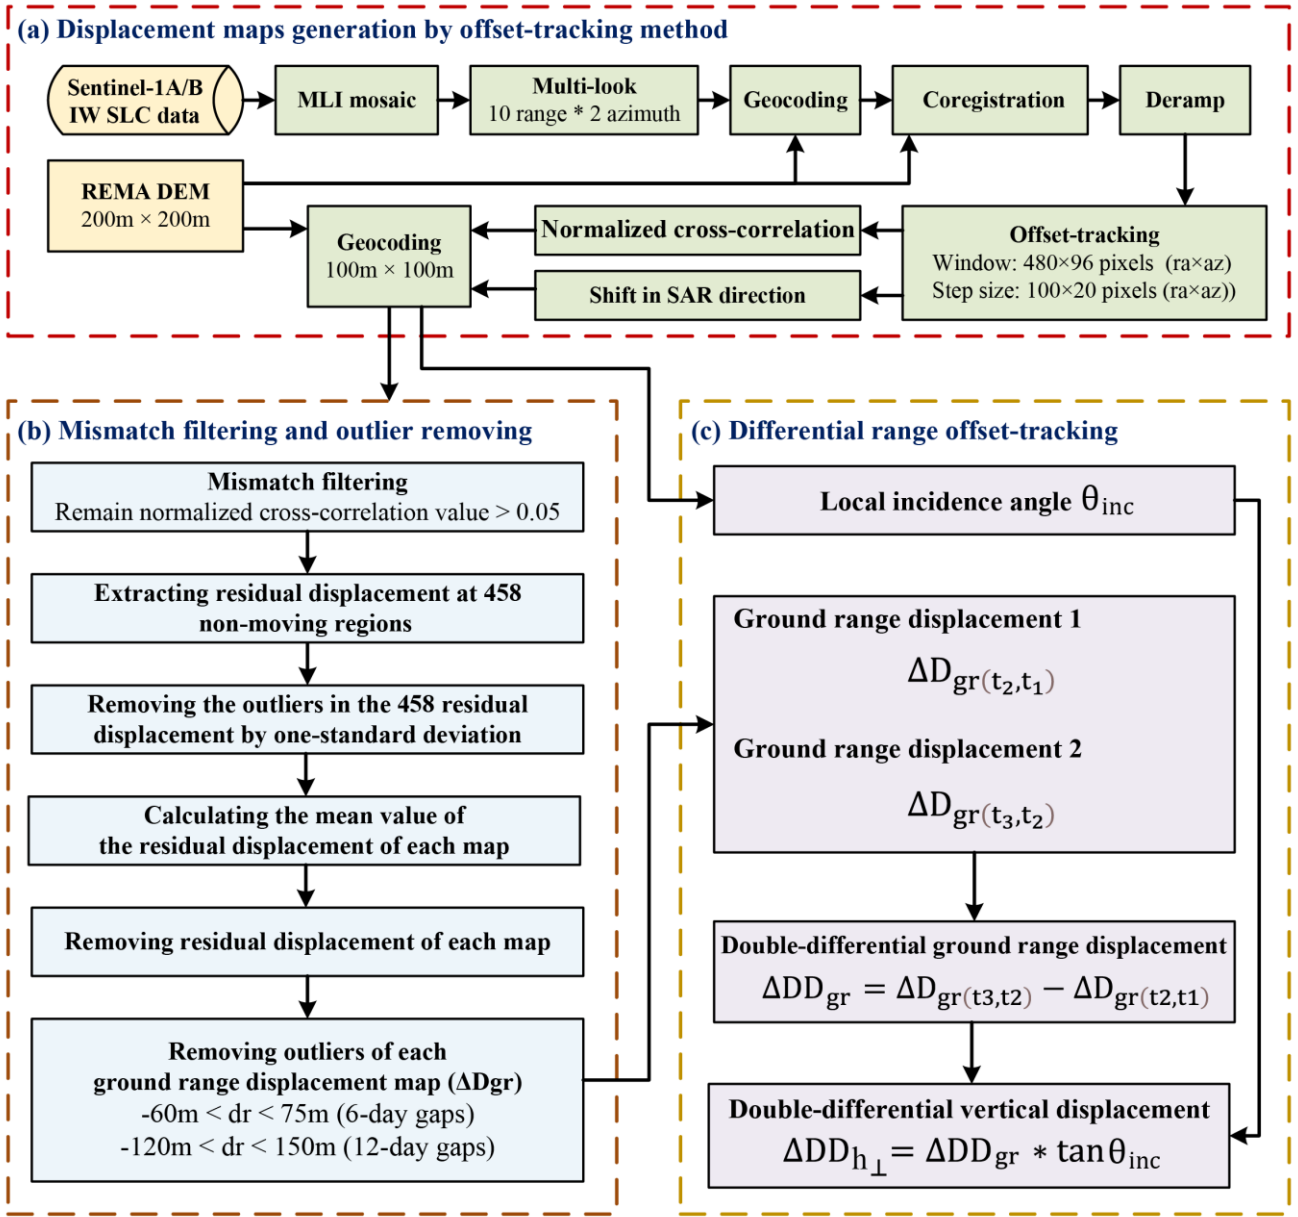 (a) Displacement maps generation by offset-tracking method
Sentinel-1A/B
IW SLC data
MLI mosaic
Multi-look
10 range * 2 azimuth
Geocoding
Coregistration
Deramp
REMA DEM
200m × 200m
Geocoding
100m × 100m
Normalized cross-correlation
Shift in SAR direction
Offset-tracking
Window: 480×96 pixels (ra×az)
Step size: 100×20 pixels (ra×az))
(b) Mismatch filtering and outlier removing
Mismatch filtering
Remain normalized cross-correlation value > 0.05
Extracting residual displacement at 458
non-moving regions
Removing the outliers in the 458 residual
displacement by one-standard deviation
Calculating the mean value of
the residual displacement of each map
Removing residual displacement of each map
Removing outliers of each
ground range displacement map (ΔDgr)
-60m < dr < 75m (6-day gaps)
-120m < dr < 150m (12-day gaps)
(c) Differential range offset-tracking
Local incidence angle θinc
Ground range displacement 1
ΔDgr(t₂,t₁)
Ground range displacement 2
ΔDgr(t₃,t₂)
Double-differential ground range displacement
ΔDDgr = ΔDgr(t3,t2) − ΔDgr(t2,t1)
Double-differential vertical displacement
ΔDDh⊥ = ΔDDgr * tanθinc